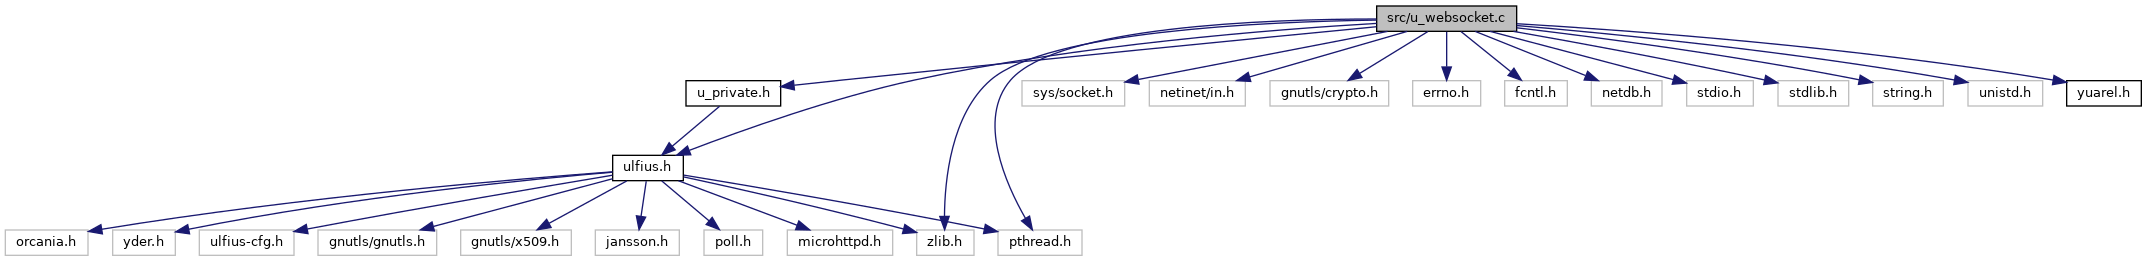 src/u_websocket.c
u_private.h
sys/socket.h
netinet/in.h
gnutls/crypto.h
errno.h
fcntl.h
netdb.h
stdio.h
stdlib.h
string.h
unistd.h
yuarel.h
ulfius.h
orcania.h
yder.h
ulfius-cfg.h
gnutls/gnutls.h
gnutls/x509.h
jansson.h
poll.h
microhttpd.h
zlib.h
pthread.h